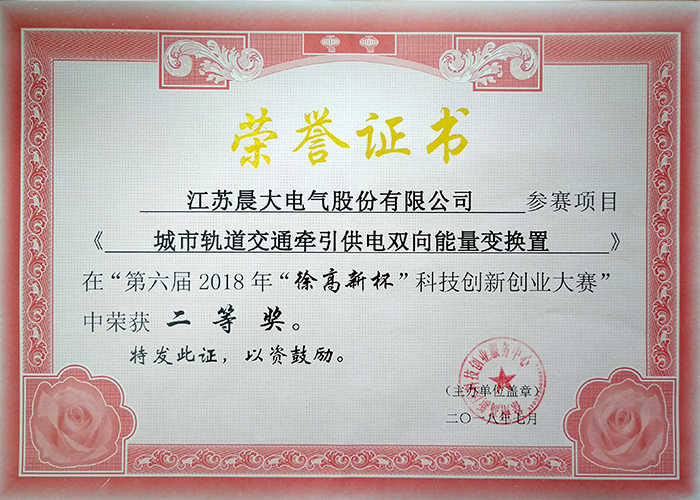 荣誉证书
江苏晨大电气股份有限公司 参赛项目
《 城市轨道交通牵引供电双向能量变换置 》
在“第六届2018年“徐高新杯”科技创新创业大赛”
中荣获 二等奖。
特发此证，以资鼓励。
（主办单位盖章）
二〇一八年七月